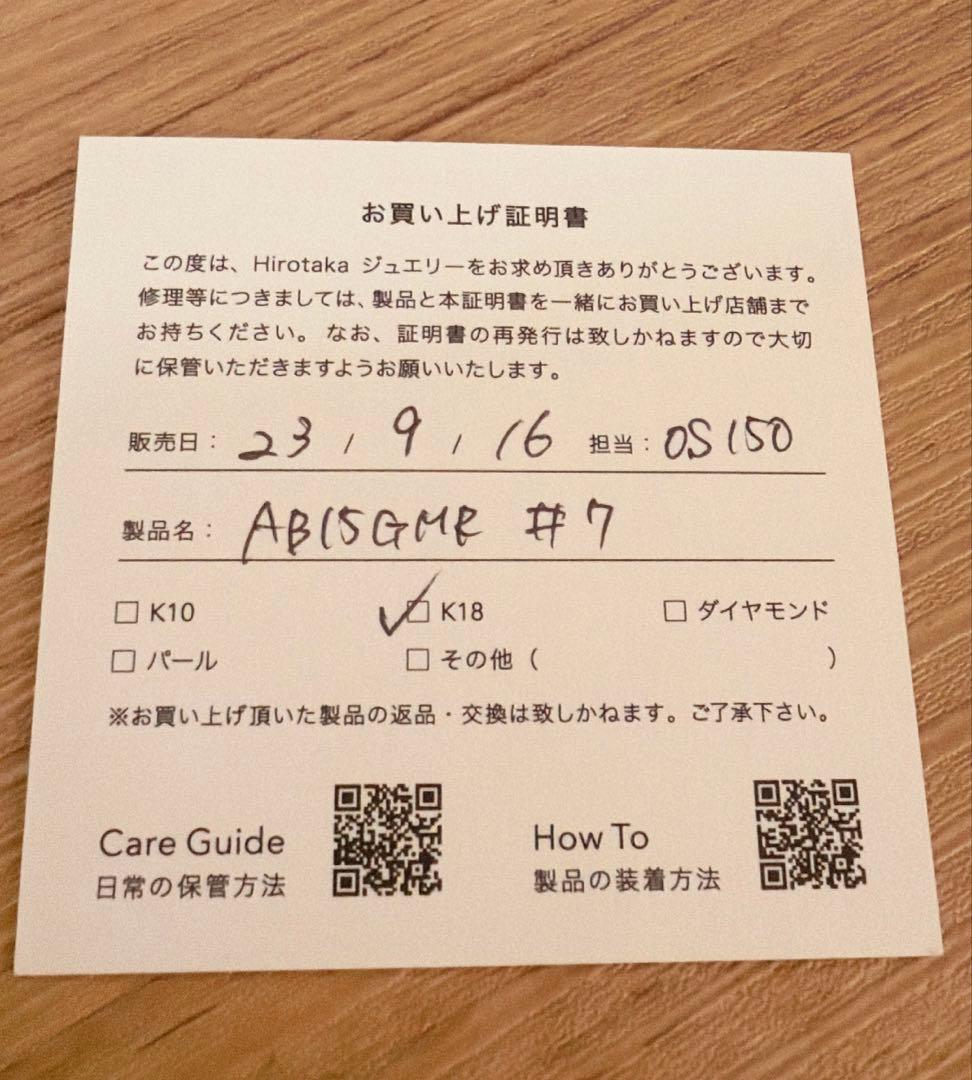 お買い上げ証明書
この度は、Hirotaka ジュエリーをお求め頂きありがとうございます。
修理等につきましては、製品と本証明書を一緒にお買い上げ店舗まで
お持ちください。なお、証明書の再発行は致しかねますので大切
に保管いただきますようお願いいたします。
販売日： 23 / 9 / 16 担当：OS150
製品名： AB15GMR #7
□ K10 ☑ K18 □ ダイヤモンド
□ パール □ その他（ ）
※お買い上げ頂いた製品の返品・交換は致しかねます。ご了承下さい。
Care Guide
日常の保管方法
How To
製品の装着方法